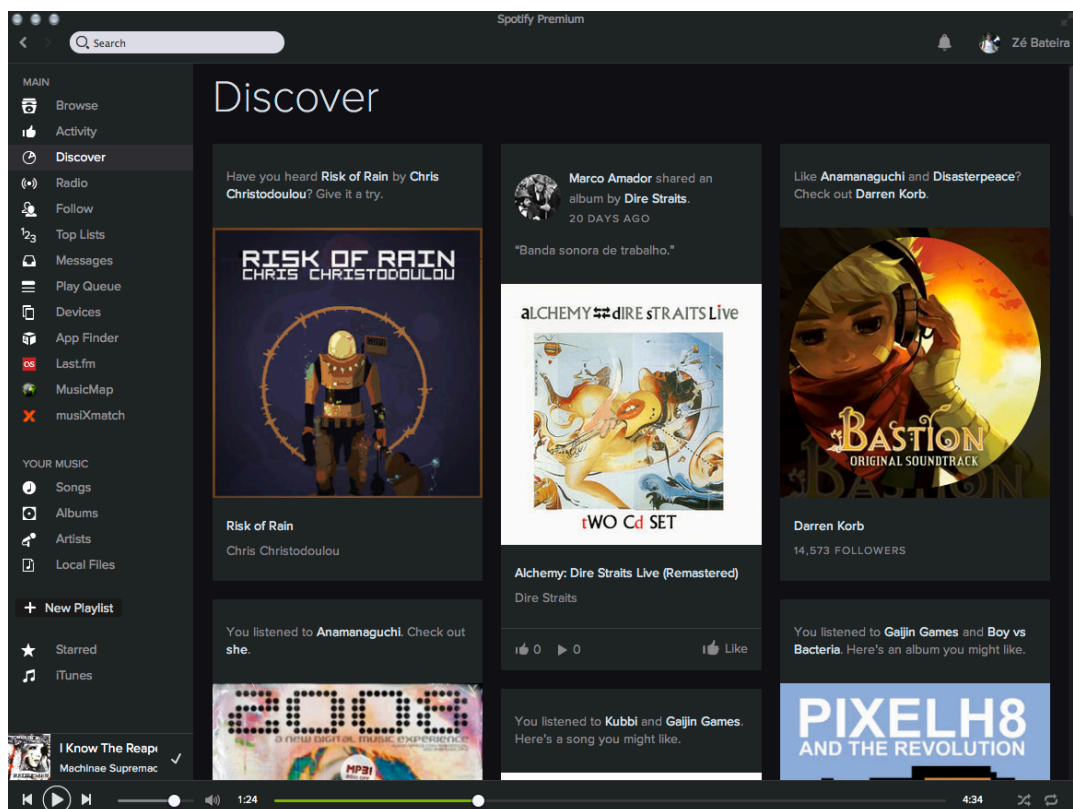 Spotify Premium
Search
Zé Bateira
MAIN
Browse
Activity
Discover
Radio
Follow
Top Lists
Messages
Play Queue
Devices
App Finder
Last.fm
MusicMap
musiXmatch
YOUR MUSIC
Songs
Albums
Artists
Local Files
New Playlist
Starred
iTunes
I Know The Reap
Machinae Supremac
Discover
Have you heard Risk of Rain by Chris
Christodoulou? Give it a try.
RISK OF RAIN
CHRIS CHRISTODOULOU
Risk of Rain
Chris Christodoulou
You listened to Anamanaguchi. Check out
she.
2008
a new digital music experience
MP3!
Marco Amador shared an
album by Dire Straits.
20 DAYS AGO
“Banda sonora de trabalho.”
aLCHEMY dIRE sTRAITS Live
tWO Cd SET
Alchemy: Dire Straits Live (Remastered)
Dire Straits
0 0 Like
You listened to Kubbi and Gaijin Games.
Here's a song you might like.
Like Anamanaguchi and Disasterpeace?
Check out Darren Korb.
BASTION
ORIGINAL SOUNDTRACK
BASTION
Darren Korb
14,573 FOLLOWERS
You listened to Gaijin Games and Boy vs
Bacteria. Here's an album you might like.
PIXELH8
AND THE REVOLUTION
1:24
4:34